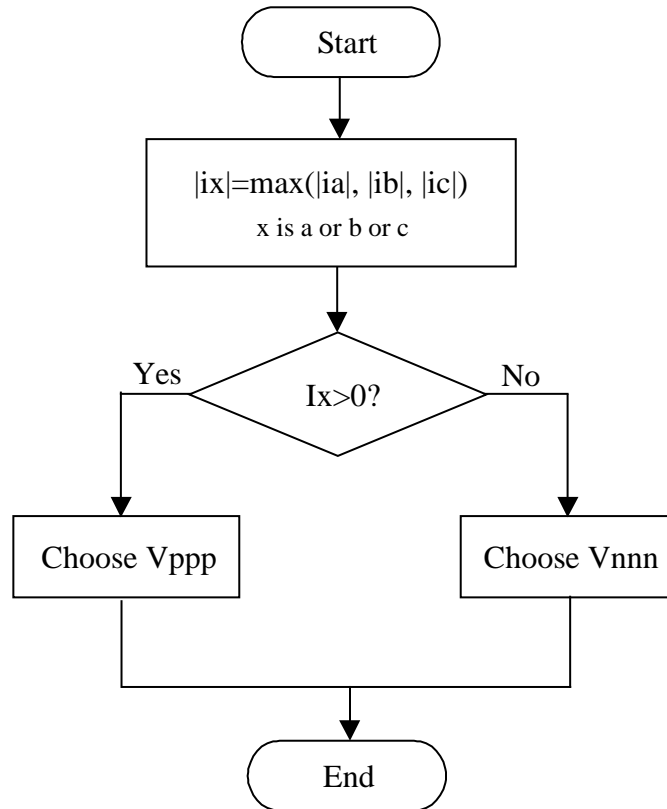 Start
|ix|=max(|ia|, |ib|, |ic|)
x is a or b or c
Yes
Ix>0?
No
Choose Vppp
Choose Vnnn
End